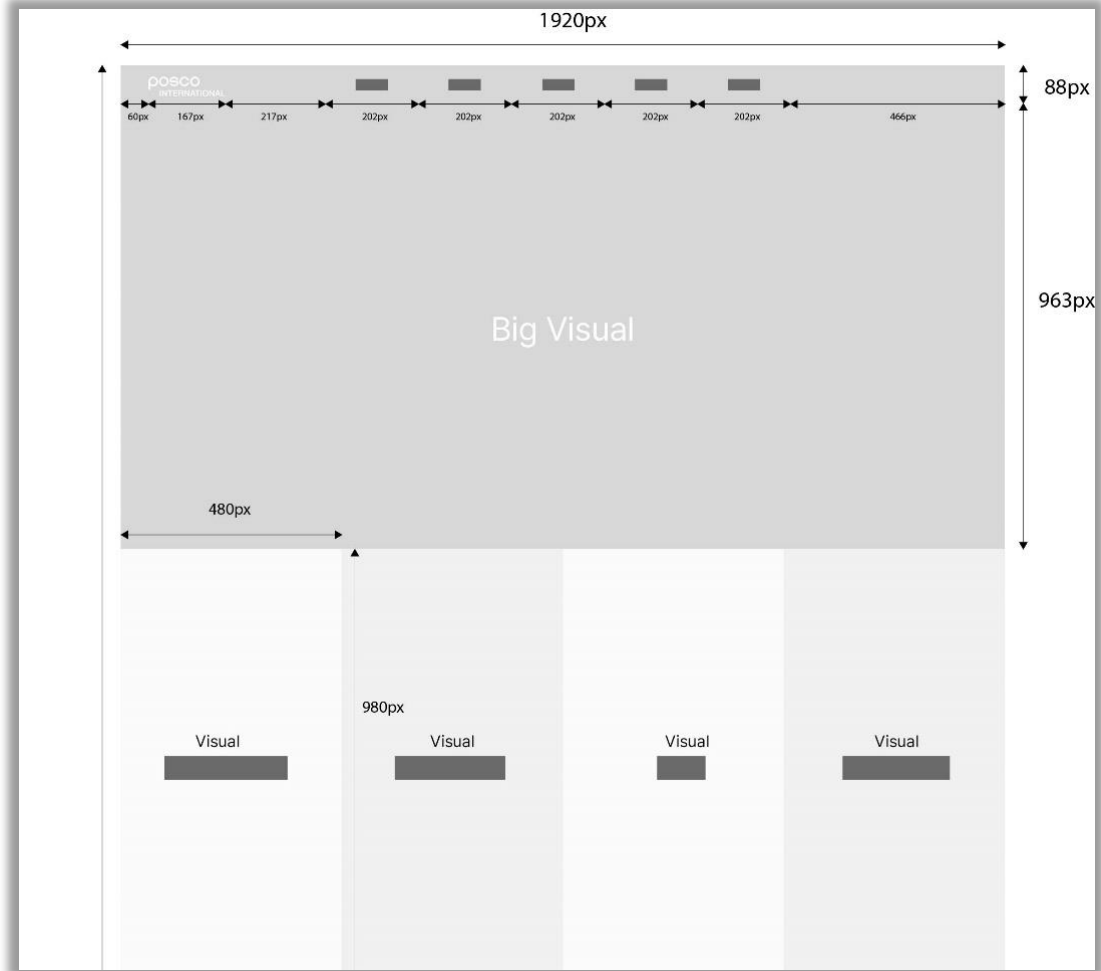 1920px
posco
INTERNATIONAL
88px
60px 167px 217px 202px 202px 202px 202px 202px 466px
963px
Big Visual
480px
980px
Visual Visual Visual Visual